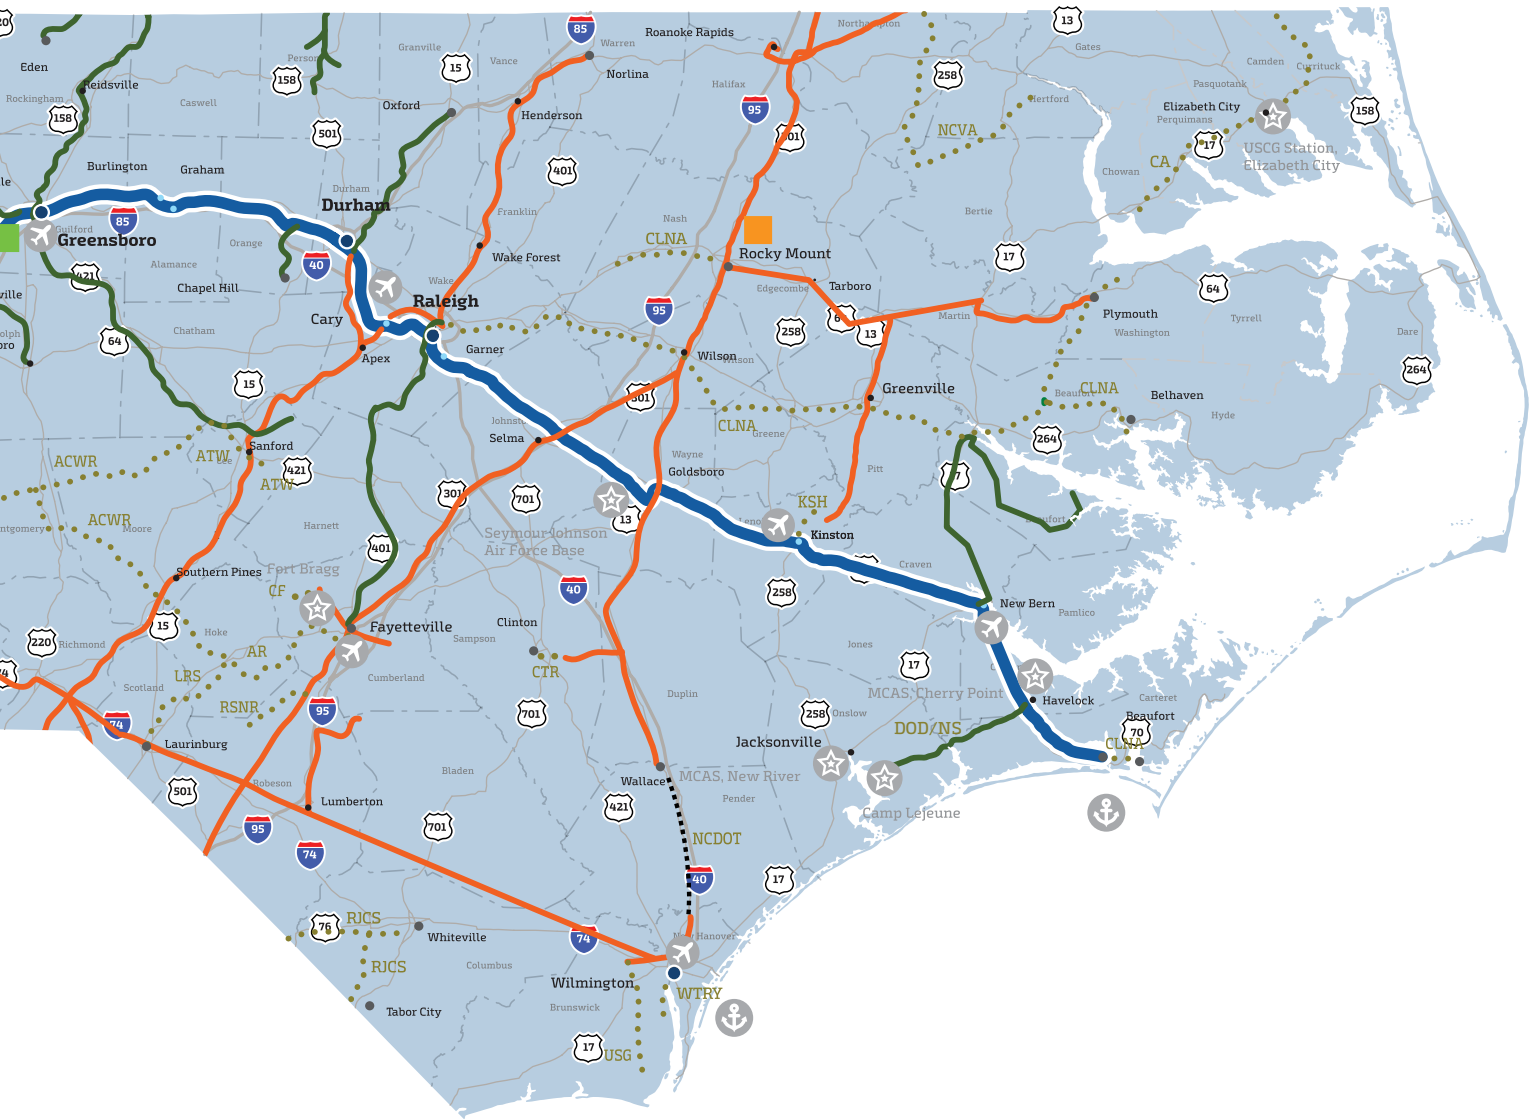 20
85
13
Northampton
Roanoke Rapids
Eden
Granville
Warren
Gates
Person
15
Vance
Norlina
Camden
Currituck
158
258
Halifax
Pasquotank
Reidsville
Rockingham
Caswell
Oxford
Henderson
95
Hertford
Elizabeth City
158
158
501
NCVA
Perquimans
USCG Station,
Elizabeth City
17
Burlington
Graham
401
CA
Chowan
Durham
Durham
Franklin
Nash
Bertie
85
Guilford
Greensboro
Orange
CLNA
Wake Forest
Rocky Mount
17
Alamance
40
421
Chapel Hill
Wake
Edgecombe
Tarboro
64
Raleigh
95
Cary
Chatham
258
13
Martin
Plymouth
Washington
Tyrrell
Dare
64
Garner
Wilson
Wilson
Apex
264
15
Greenville
CLNA
Beaufort
Belhaven
301
Hyde
Johnston
CLNA
Greene
Selma
264
Sanford
ATW
Lee
ACWR
Wayne
Goldsboro
Pitt
421
ATW
301
701
KSH
13
Lenoir
Beaufort
ACWR
Moore
Harnett
Seymour Johnson
Air Force Base
Kinston
401
Craven
Southern Pines
Fort Bragg
CF
40
258
New Bern
Pamlico
15
Hoke
Fayetteville
Clinton
Sampson
220
Richmond
AR
Jones
17
LRS
CTR
Scotland
Cumberland
MCAS, Cherry Point
Duplin
Carteret
Havelock
RSNR
95
701
258
Onslow
Beaufort
74
DOD/NS
70
Laurinburg
Jacksonville
CLNA
Bladen
Wallace
MCAS, New River
Robeson
501
Lumberton
Pender
421
Camp Lejeune
95
701
NCDOT
74
40
17
RJCS
76
Whiteville
74
New Hanover
RJCS
Columbus
Wilmington
WTRY
Tabor City
Brunswick
17
USG